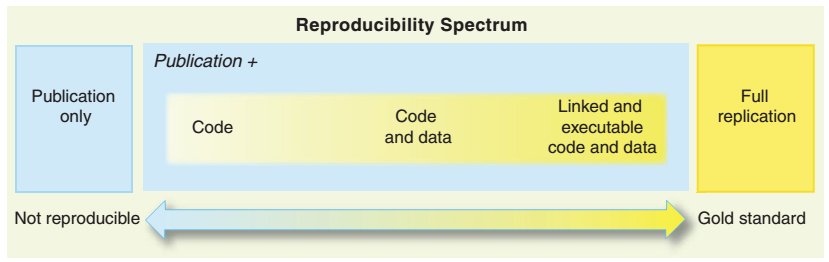 Reproducibility Spectrum
Publication +
Publication
only
Code
Code
and data
Linked and
executable
code and data
Full
replication
Not reproducible
Gold standard